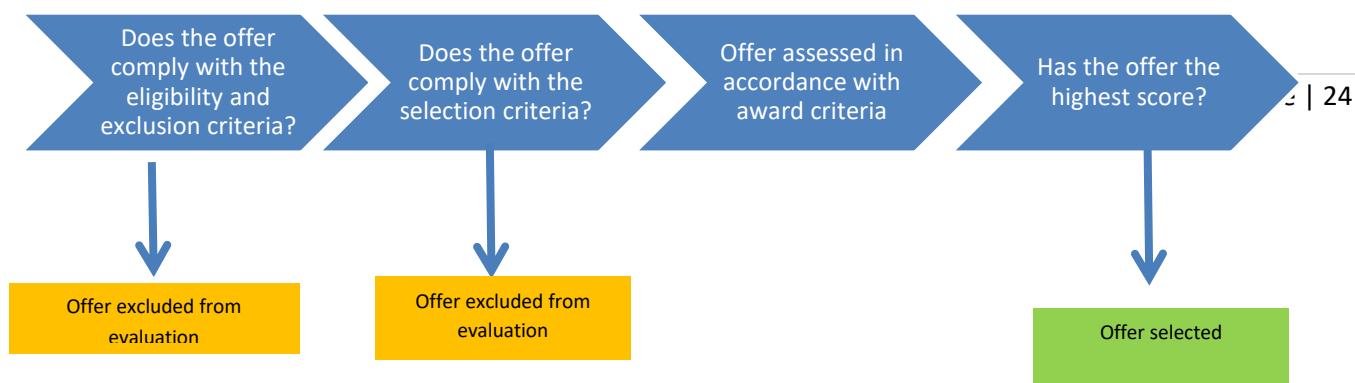 Does the offer
comply with the
eligibility and
exclusion criteria?
Does the offer
comply with the
selection criteria?
Offer assessed in
accordance with
award criteria
Has the offer the
highest score?
| 24
Offer excluded from
evaluation
Offer excluded from
evaluation
Offer selected